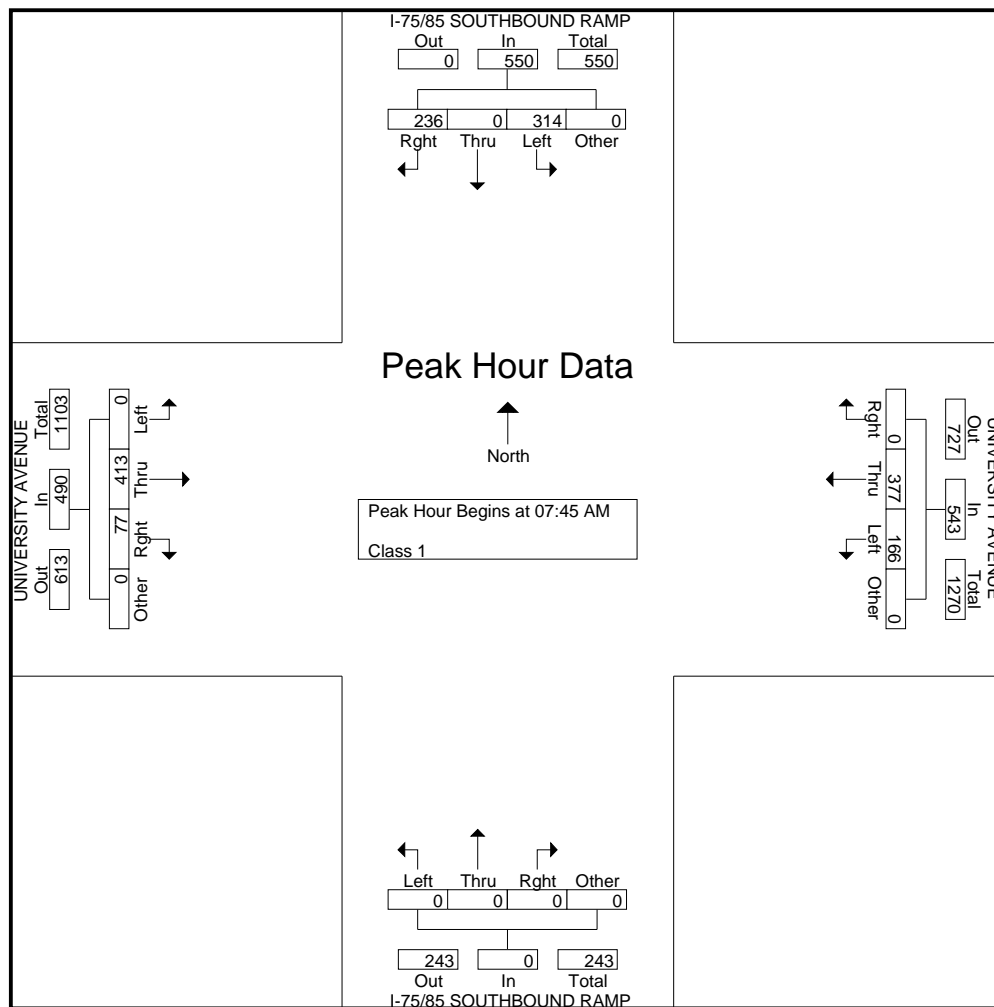 I-75/85 SOUTHBOUND RAMP
Out In Total
0 550 550
236 0 314 0
Rght Thru Left Other
Peak Hour Data
North
Peak Hour Begins at 07:45 AM
Class 1
UNIVERSITY AVENUE
Total In Out
1103 490 613
0 413 77 0
Left Thru Rght Other
UNIVERSITY AVENUE
Out In Total
727 543 1270
0 377 166 0
Rght Thru Left Other
Left Thru Rght Other
0 0 0 0
243 0 243
Out In Total
I-75/85 SOUTHBOUND RAMP